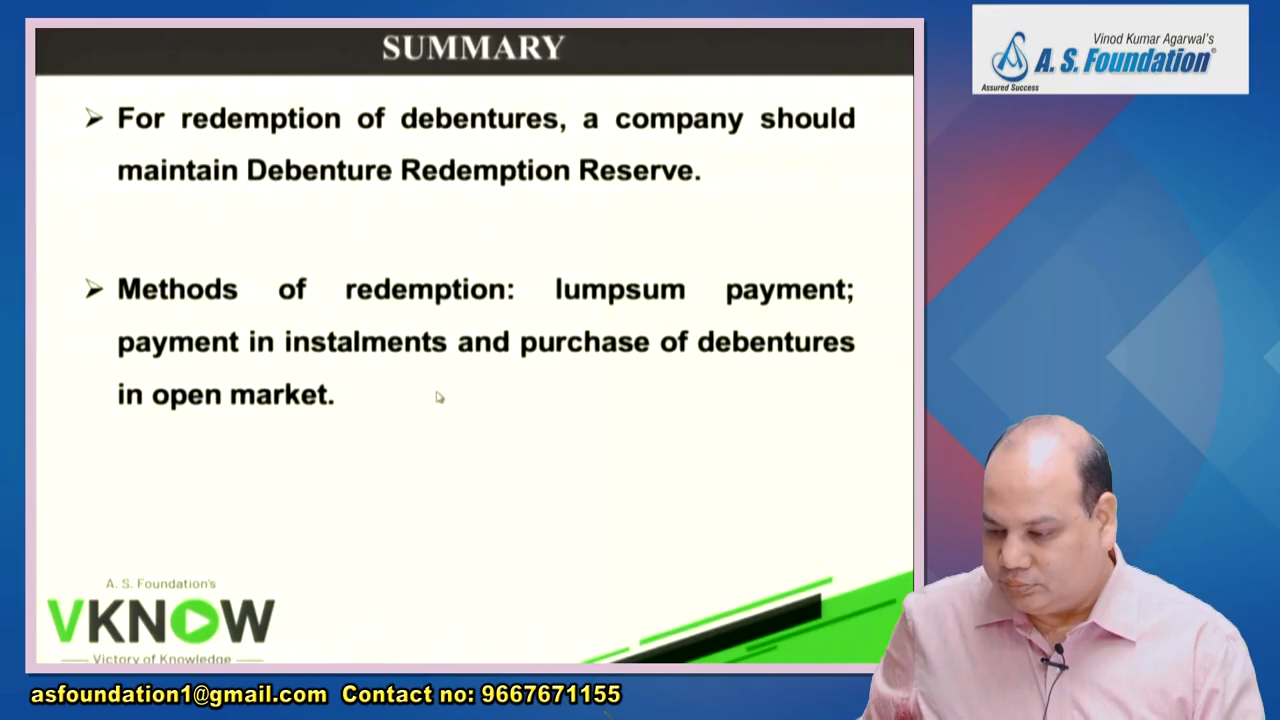 SUMMARY
Vinod Kumar Agarwal's
A. S. Foundation®
Assured Success
➢ For redemption of debentures, a company should
maintain Debenture Redemption Reserve.
➢ Methods of redemption: lumpsum payment;
payment in instalments and purchase of debentures
in open market.
A. S. Foundation's
VKNOW
Victory of Knowledge
asfoundation1@gmail.com Contact no: 9667671155